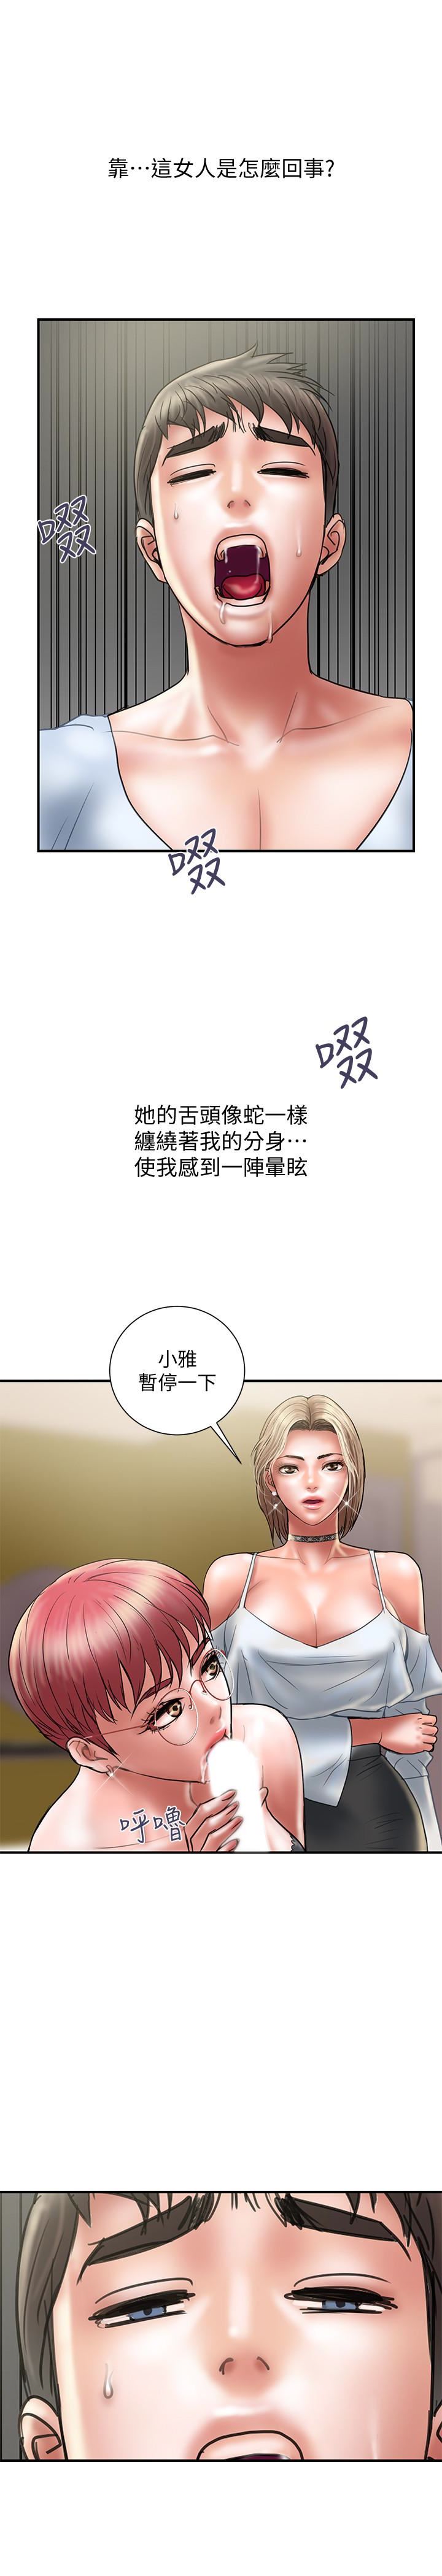 靠…這女人是怎麼回事?
啜
啜
啜
她的舌頭像蛇一樣
纏繞著我的分身…
使我感到一陣暈眩
小雅
暫停一下
呼嚕